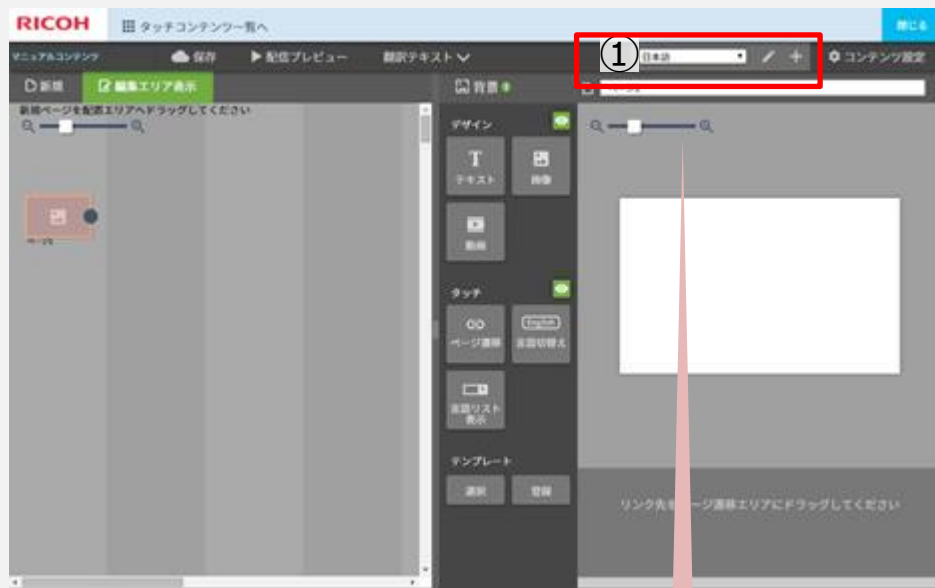 RICOH タッチコンテンツ一覧へ 閉じる
マニュアルコンテンツ 保存 配信プレビュー 翻訳テキスト ① 日本語 コンテンツ設定
新規 編集エリア表示 背景
新規ページを配置エリアへドラッグしてください
デザイン
テキスト 画像
動画
タッチ
English
ページ遷移 言語切替え
言語リスト
表示
テンプレート
選択 登録
リンク先を ージ遷移エリアにドラッグしてください